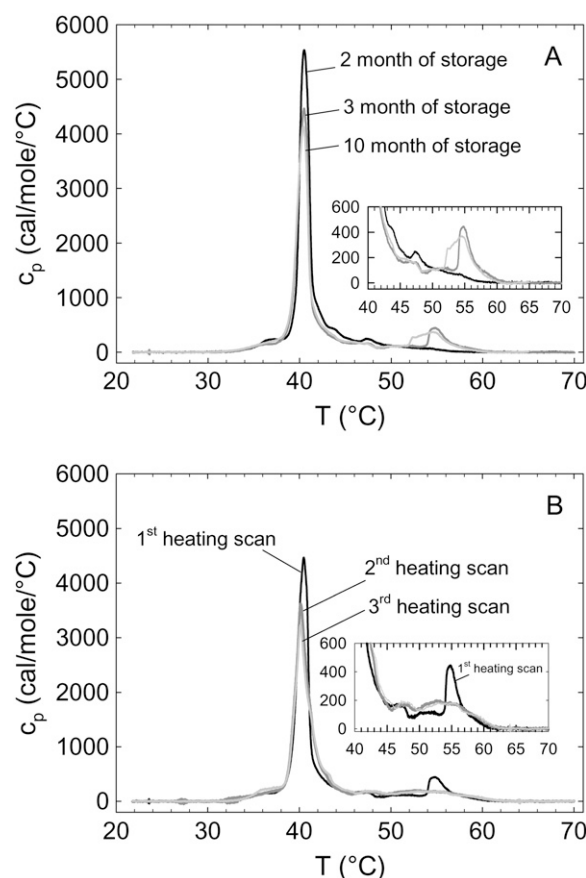 6000
A
5000
2 month of storage
4000
3 month of storage
10 month of storage
c_p (cal/mole/°C)
3000
2000
1000
0
600
400
200
0
40 45 50 55 60 65 70
20 30 40 50 60 70
T (°C)
6000
B
5000
1st heating scan
4000
2nd heating scan
3rd heating scan
c_p (cal/mole/°C)
3000
2000
1000
0
600
400
200
0
1st heating scan
40 45 50 55 60 65 70
20 30 40 50 60 70
T (°C)